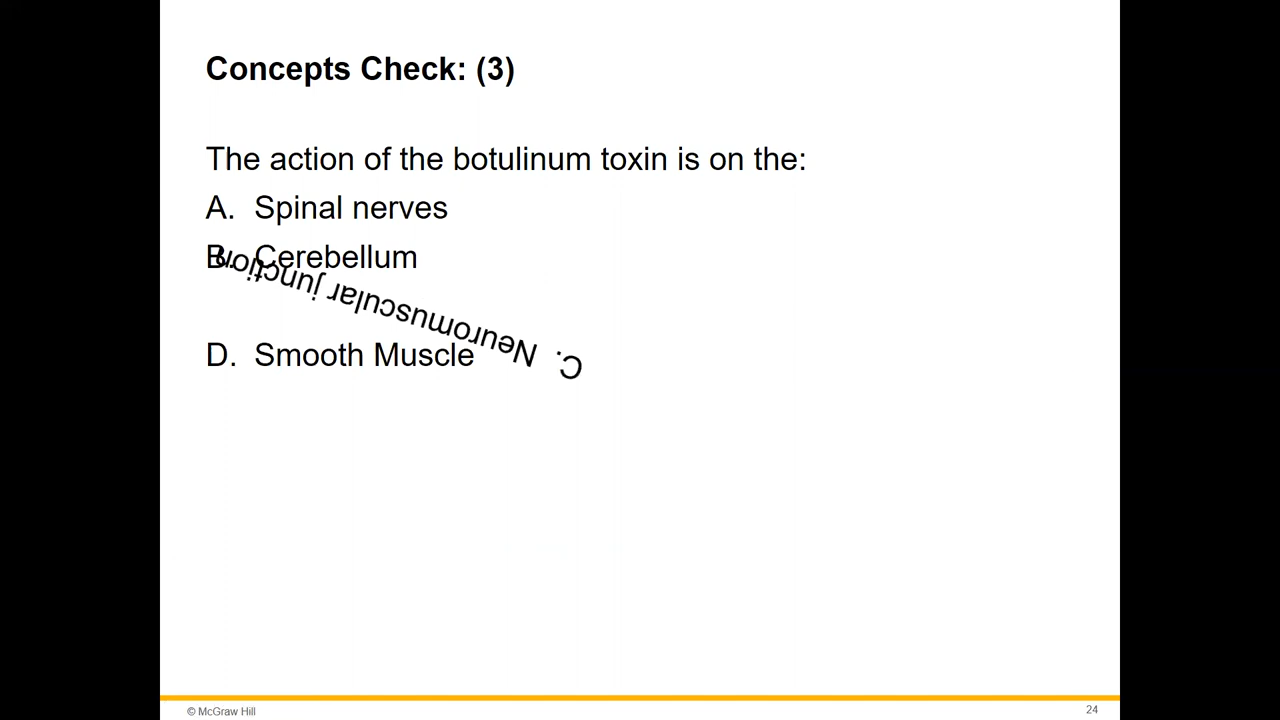 Concepts Check: (3)
The action of the botulinum toxin is on the:
A. Spinal nerves
B. Cerebellum
C. Neuromuscular junction
D. Smooth Muscle
© McGraw Hill
24